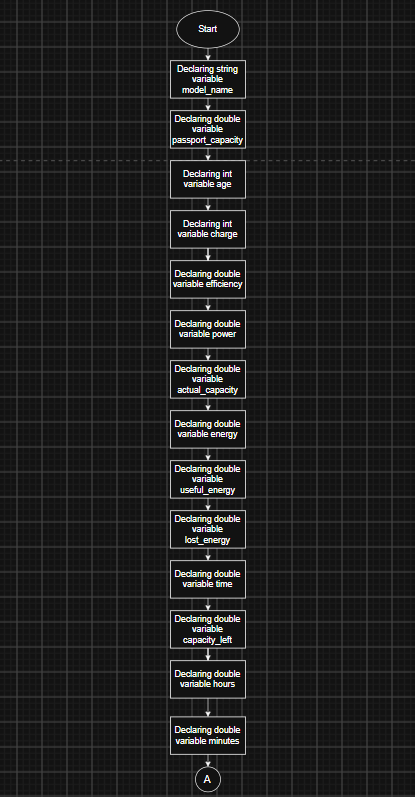 Start
Declaring string
variable
model_name
Declaring double
variable
passport_capacity
Declaring int
variable age
Declaring int
variable charge
Declaring double
variable efficiency
Declaring double
variable power
Declaring double
variable
actual_capacity
Declaring double
variable energy
Declaring double
variable
useful_energy
Declaring double
variable
lost_energy
Declaring double
variable time
Declaring double
variable
capacity_left
Declaring double
variable hours
Declaring double
variable minutes
A